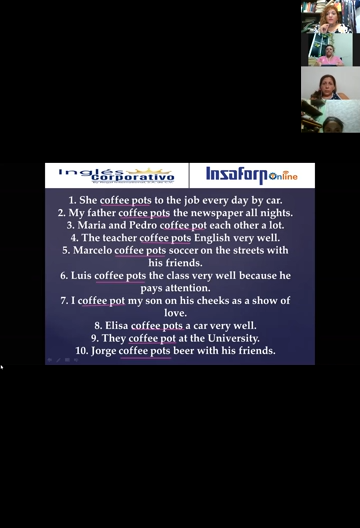 Inglés
Corporativo
Insaforp Online
1. She coffee pots to the job every day by car.
2. My father coffee pots the newspaper all nights.
3. Maria and Pedro coffee pot each other a lot.
4. The teacher coffee pots English very well.
5. Marcelo coffee pots soccer on the streets with
his friends.
6. Luis coffee pots the class very well because he
pays attention.
7. I coffee pot my son on his cheeks as a show of
love.
8. Elisa coffee pots a car very well.
9. They coffee pot at the University.
10. Jorge coffee pots beer with his friends.